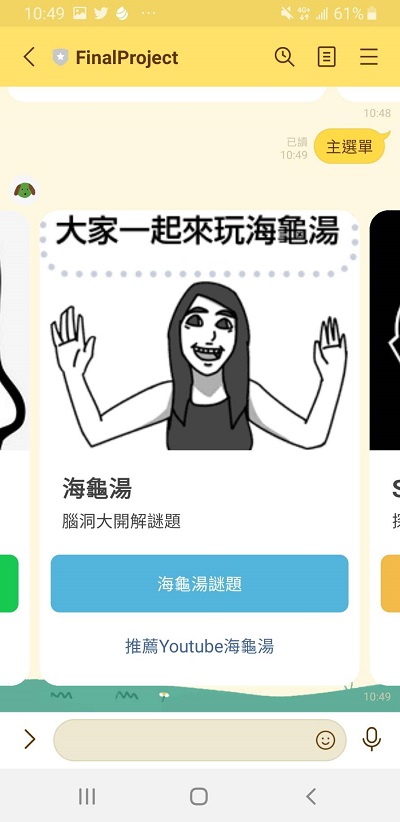 10:49
4G+
61%
FinalProject
10:48
已讀
10:49
主選單
大家一起來玩海龜湯
海龜湯
腦洞大開解謎題
海龜湯謎題
推薦Youtube海龜湯
S
10:49